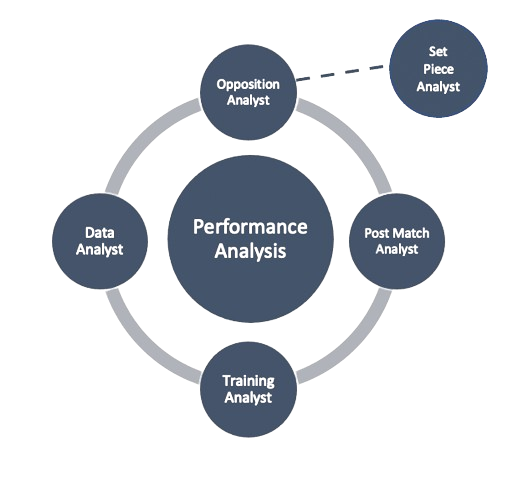 Set
Piece
Analyst
Opposition
Analyst
Performance
Analysis
Data
Analyst
Post Match
Analyst
Training
Analyst